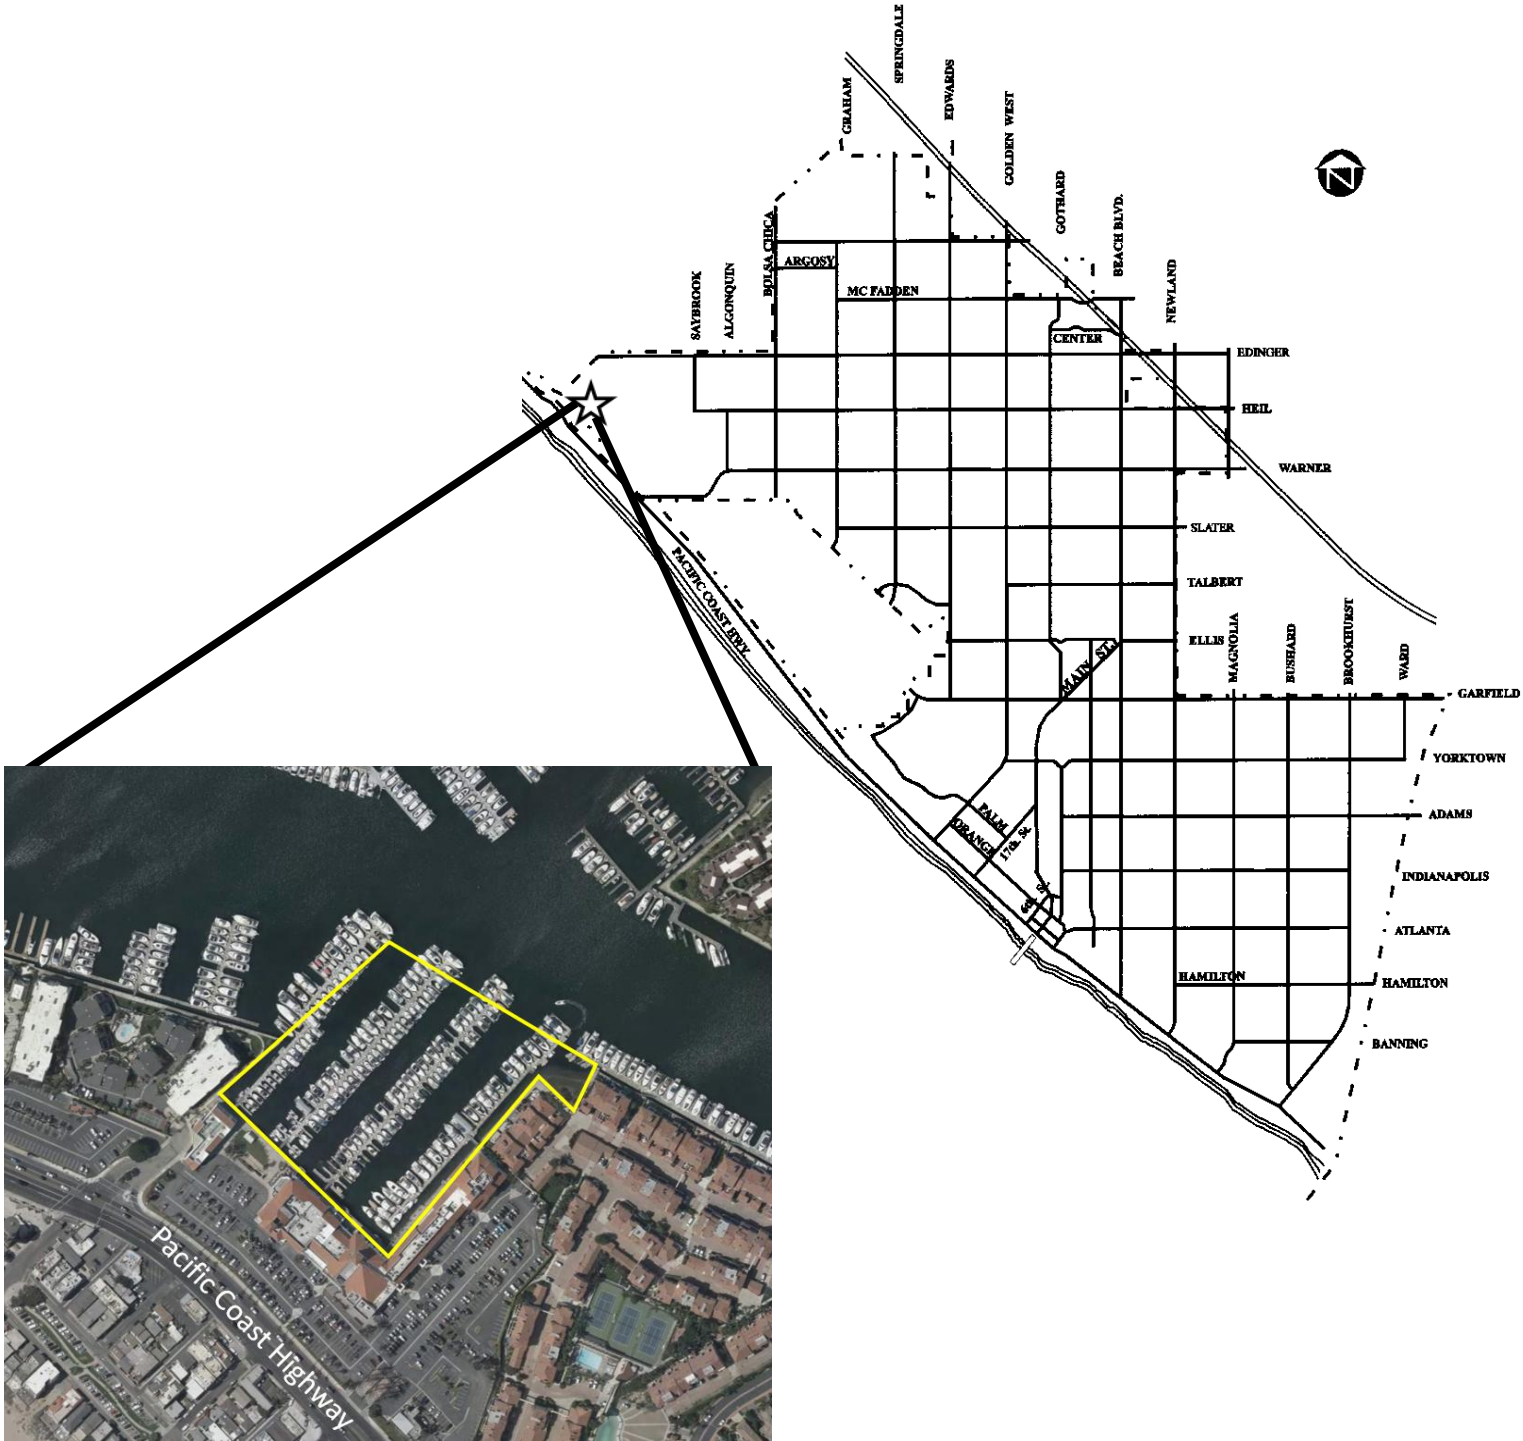 SPRINGDALE
GRAHAM
EDWARDS
GOLDEN WEST
GOTHARD
BEACH BLVD.
NEWLAND
N
BOLSA CHICA
ALGONQUIN
SAYBROOK
ARGOSY
MC FADDEN
CENTER
EDINGER
HEIL
WARNER
SLATER
TALBERT
ELLIS
MAIN ST.
PACIFIC COAST HWY.
MAGNOLIA
BUSHARD
BROOKHURST
WARD
GARFIELD
YORKTOWN
ADAMS
PALM
ORANGE
17th. St.
6th St.
INDIANAPOLIS
ATLANTA
HAMILTON
HAMILTON
BANNING
Pacific Coast Highway